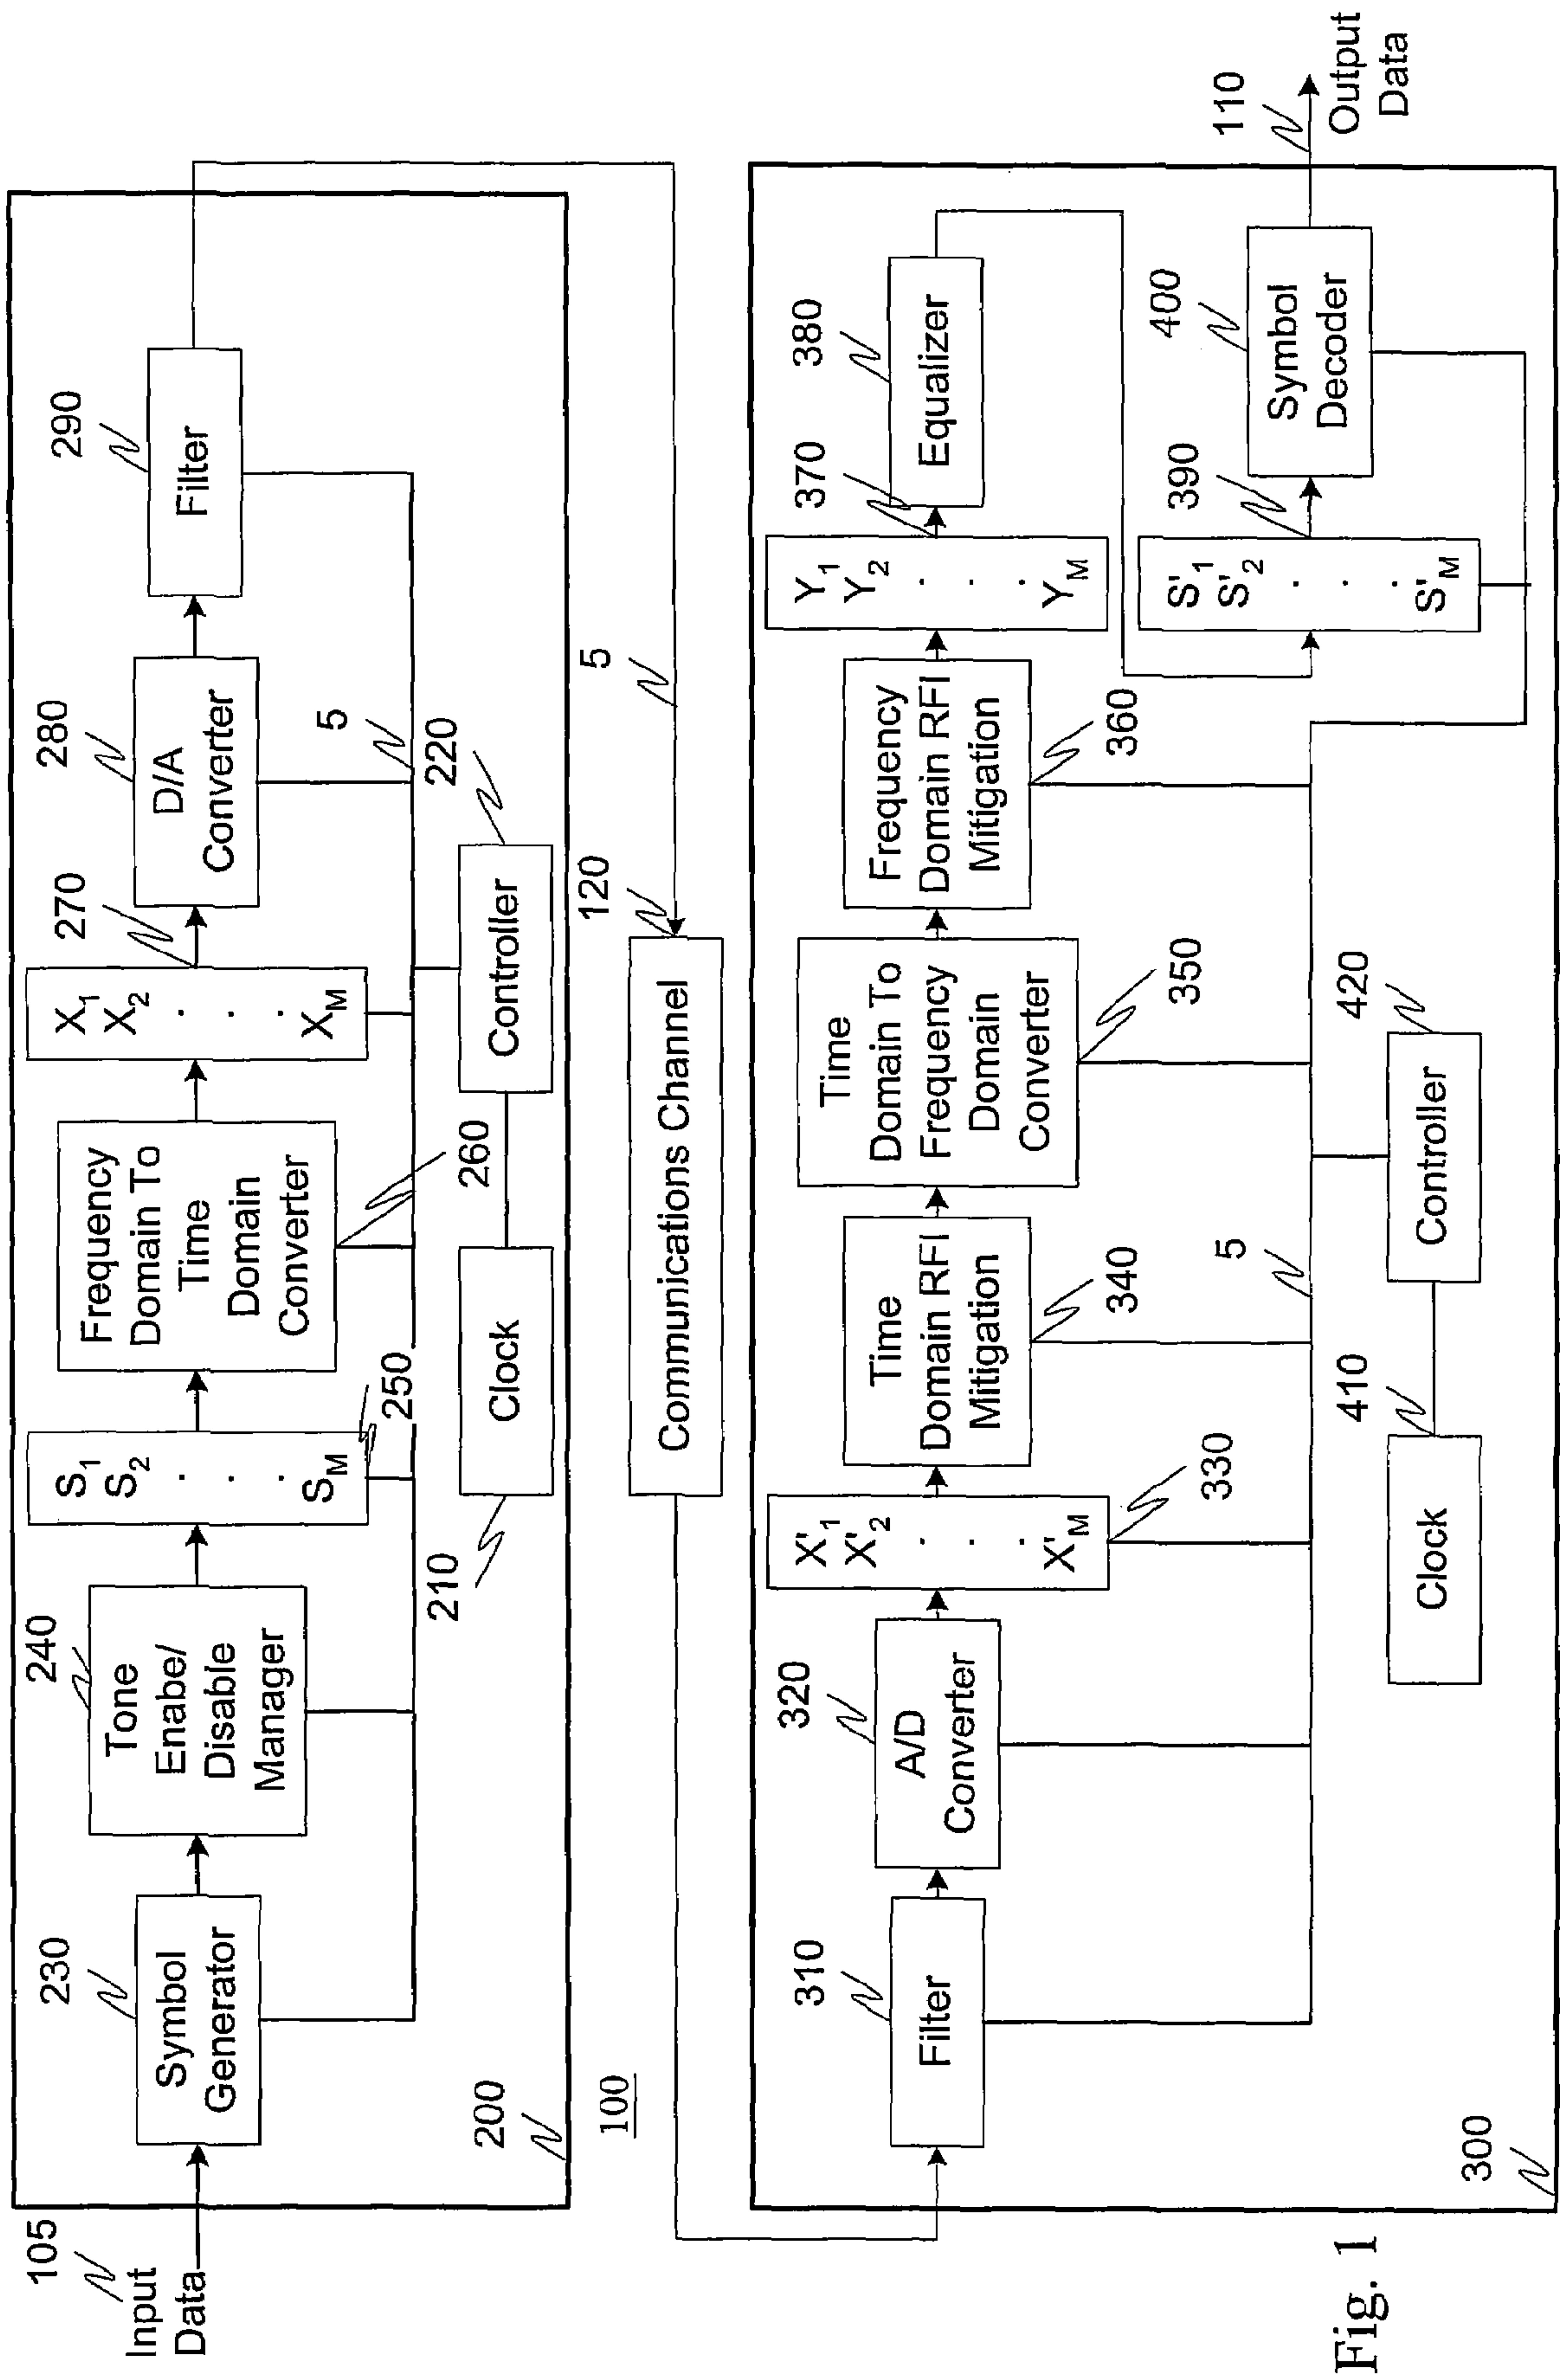 105
Input
Data
230
Symbol
Generator
240
Tone
Enabe/
Disable
Manager
S1
S2
.
.
SM
250
Frequency
Domain To
Time
Domain
Converter
260
X1
X2
.
.
XM
270
280
D/A
Converter
290
Filter
5
210
Clock
220
Controller
200
100
120
Communications Channel
5
310
Filter
320
A/D
Converter
X'1
X'2
.
.
X'M
330
Time
Domain RFI
Mitigation
340
Time
Domain To
Frequency
Domain
Converter
350
Frequency
Domain RFI
Mitigation
360
Y1
Y2
.
.
YM
370
380
Equalizer
S'1
S'2
.
.
S'M
390
400
Symbol
Decoder
110
Output
Data
5
410
Clock
420
Controller
300
Fig. 1